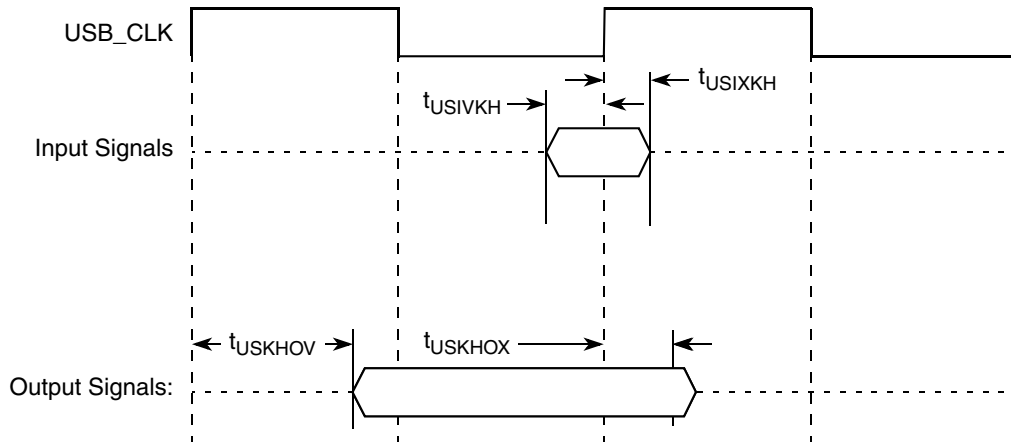 USB_CLK
tUSIXKH
tUSIVKH
Input Signals
tUSKHOV
tUSKHOX
Output Signals: